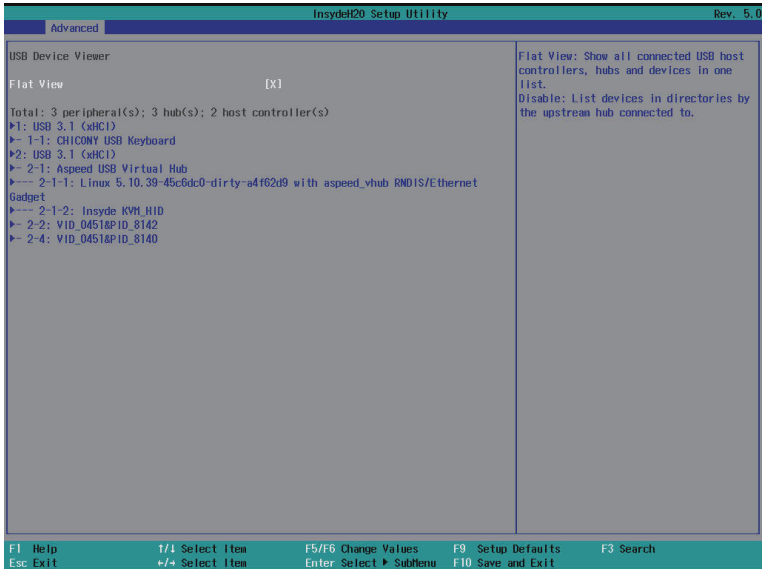 InsydeH20 Setup Utility Rev. 5.0
Advanced
USB Device Viewer
Flat View [X]
Total: 3 peripheral(s); 3 hub(s); 2 host controller(s)
▶1: USB 3.1 (xHCI)
▶- 1-1: CHICONY USB Keyboard
▶2: USB 3.1 (xHCI)
▶- 2-1: Aspeed USB Virtual Hub
▶--- 2-1-1: Linux 5.10.39-45c6dc0-dirty-a4f62d9 with aspeed_vhub RNDIS/Ethernet
Gadget
▶--- 2-1-2: Insyde KVM_HID
▶- 2-2: VID_0451&PID_8142
▶- 2-4: VID_0451&PID_8140
Flat View: Show all connected USB host
controllers, hubs and devices in one
list.
Disable: List devices in directories by
the upstream hub connected to.
F1 Help ↑/↓ Select Item F5/F6 Change Values F9 Setup Defaults F3 Search
Esc Exit ←/→ Select Item Enter Select ▶ SubMenu F10 Save and Exit